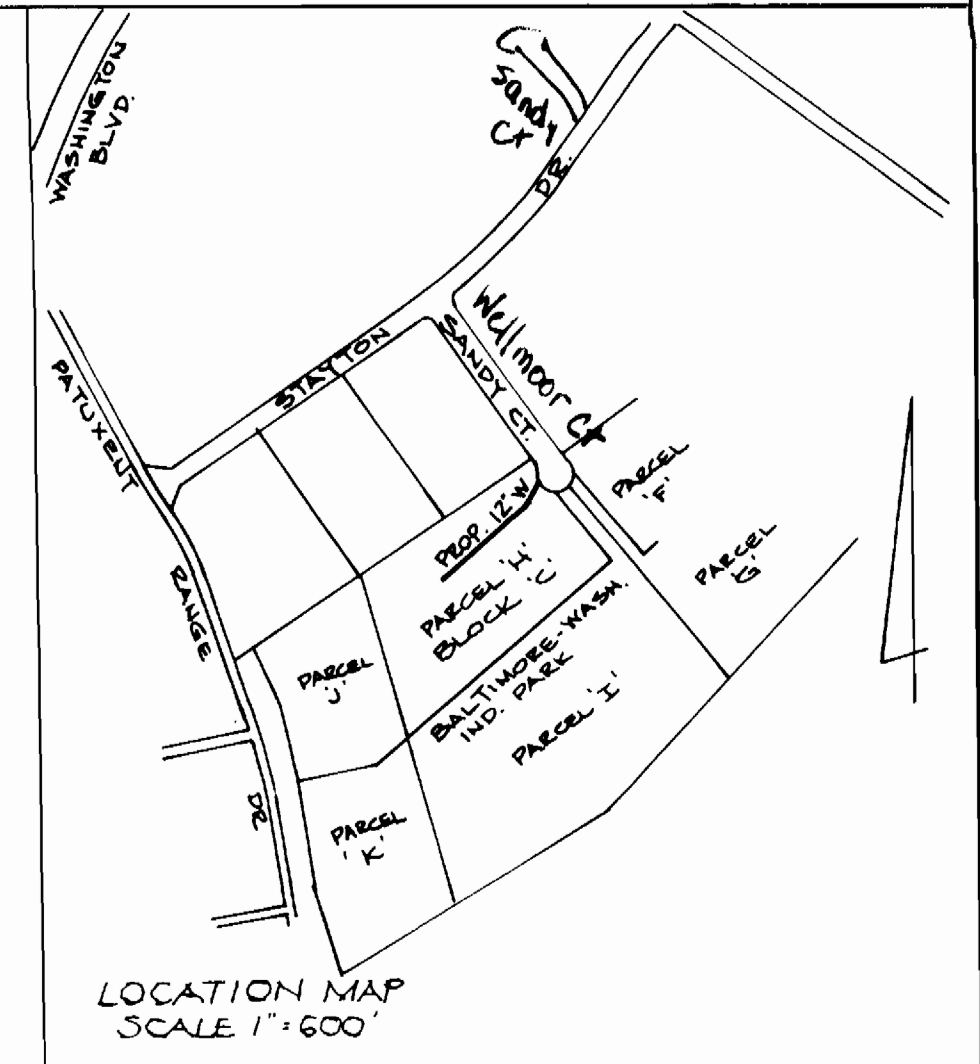 WASHINGTON
BLVD.
Sandy
Ct
DR.
Wellmoor Ct
SANDY CT.
STAYTON
PATUXENT
RANGE
DR
PROP. 12" W
PARCEL
'F'
PARCEL
'G'
PARCEL 'H'
BLOCK 'C'
BALTIMORE-WASH.
IND. PARK
PARCEL 'I'
PARCEL
'J'
PARCEL
'K'
LOCATION MAP
SCALE 1"=600'